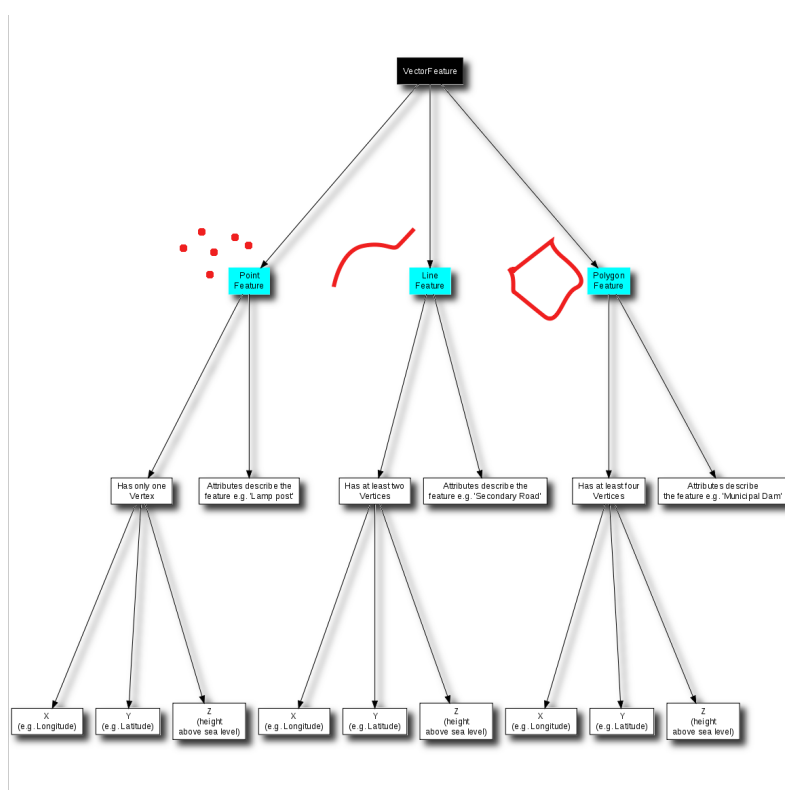 VectorFeature
Point
Feature
Line
Feature
Polygon
Feature
Has only one
Vertex
Attributes describe the
feature e.g. 'Lamp post'
Has at least two
Vertices
Attributes describe the
feature e.g. 'Secondary Road'
Has at least four
Vertices
Attributes describe
the feature e.g. 'Municipal Dam'
X
(e.g. Longitude)
Y
(e.g. Latitude)
Z
(height
above sea level)
X
(e.g. Longitude)
Y
(e.g. Latitude)
Z
(height
above sea level)
X
(e.g. Longitude)
Y
(e.g. Latitude)
Z
(height
above sea level)